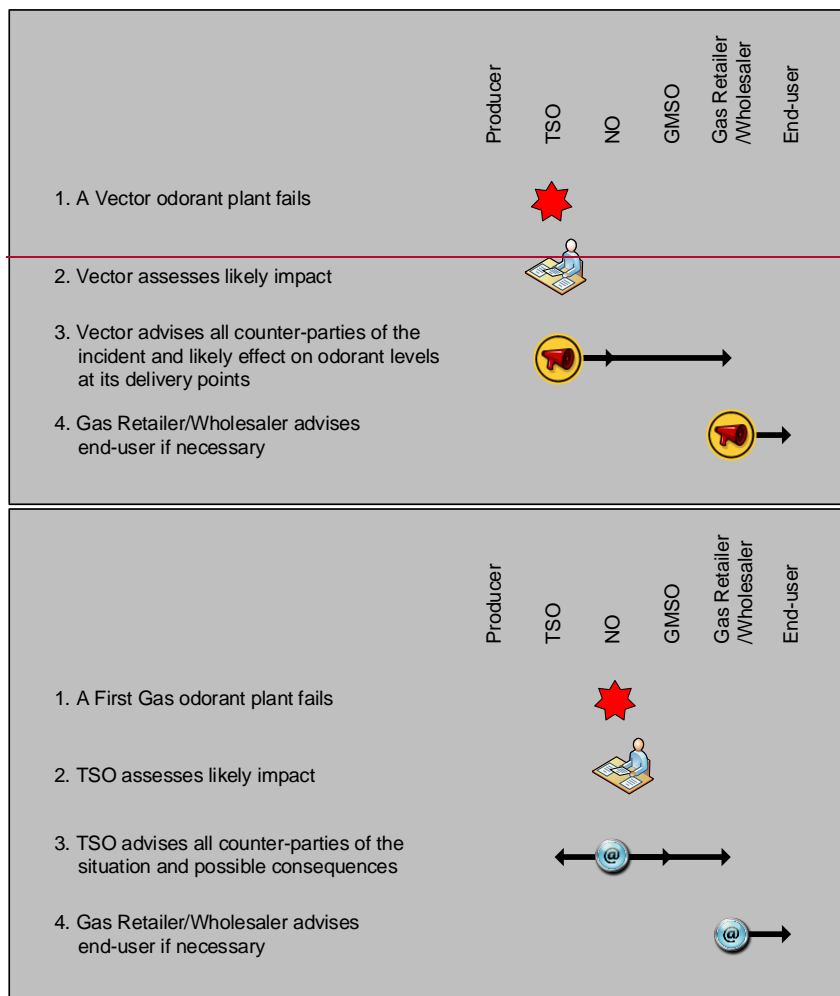 Producer
TSO
NO
GMSO
Gas Retailer
/Wholesaler
End-user
1. A Vector odorant plant fails
2. Vector assesses likely impact
3. Vector advises all counter-parties of the
incident and likely effect on odorant levels
at its delivery points
4. Gas Retailer/Wholesaler advises
end-user if necessary
Producer
TSO
NO
GMSO
Gas Retailer
/Wholesaler
End-user
1. A First Gas odorant plant fails
2. TSO assesses likely impact
3. TSO advises all counter-parties of the
situation and possible consequences
@
4. Gas Retailer/Wholesaler advises
end-user if necessary
@